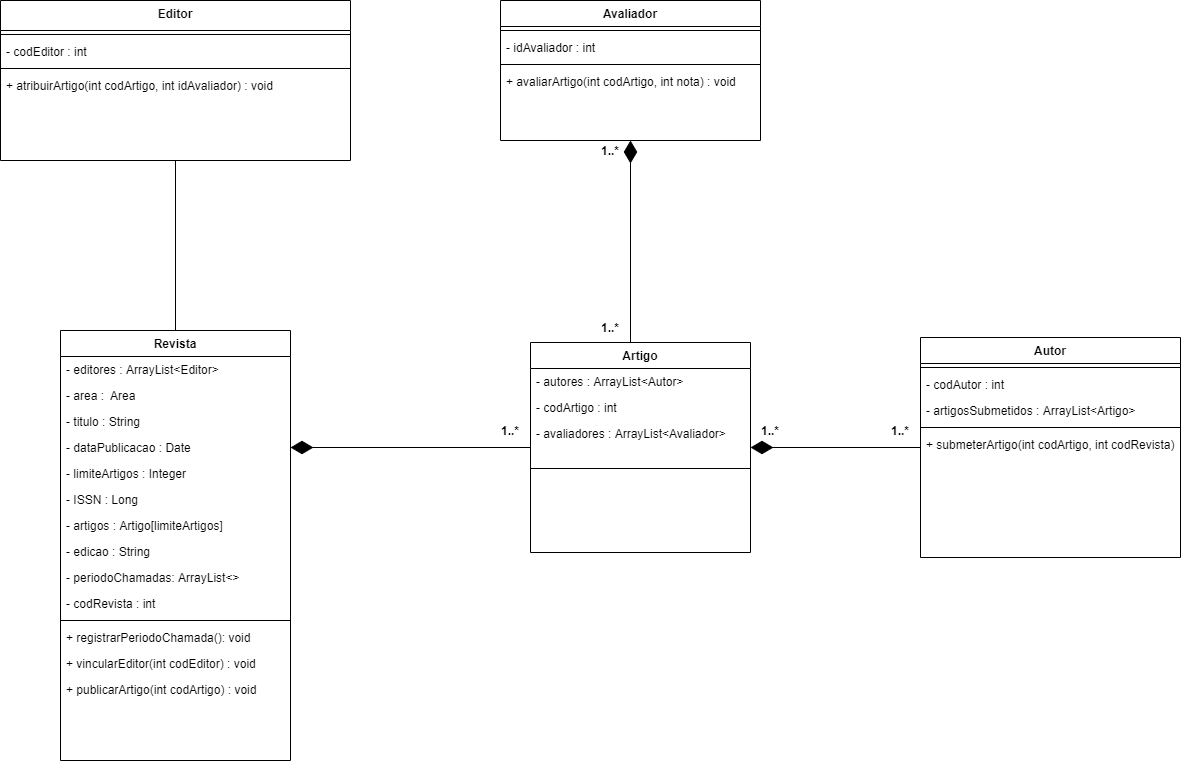 Editor
- codEditor : int
+ atribuirArtigo(int codArtigo, int idAvaliador) : void
Avaliador
- idAvaliador : int
+ avaliarArtigo(int codArtigo, int nota) : void
1..*
1..*
Revista
- editores : ArrayList<Editor>
- area : Area
- titulo : String
- dataPublicacao : Date
- limiteArtigos : Integer
- ISSN : Long
- artigos : Artigo[limiteArtigos]
- edicao : String
- periodoChamadas: ArrayList<>
- codRevista : int
+ registrarPeriodoChamada(): void
+ vincularEditor(int codEditor) : void
+ publicarArtigo(int codArtigo) : void
1..*
Artigo
- autores : ArrayList<Autor>
- codArtigo : int
- avaliadores : ArrayList<Avaliador>
1..*
1..*
Autor
- codAutor : int
- artigosSubmetidos : ArrayList<Artigo>
+ submeterArtigo(int codArtigo, int codRevista)